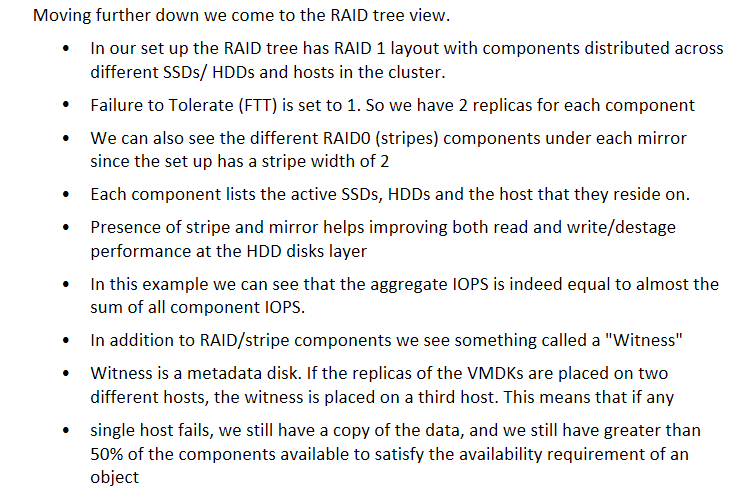 Moving further down we come to the RAID tree view.
• In our set up the RAID tree has RAID 1 layout with components distributed across
different SSDs/ HDDs and hosts in the cluster.
• Failure to Tolerate (FTT) is set to 1. So we have 2 replicas for each component
• We can also see the different RAID0 (stripes) components under each mirror
since the set up has a stripe width of 2
• Each component lists the active SSDs, HDDs and the host that they reside on.
• Presence of stripe and mirror helps improving both read and write/destage
performance at the HDD disks layer
• In this example we can see that the aggregate IOPS is indeed equal to almost the
sum of all component IOPS.
• In addition to RAID/stripe components we see something called a "Witness"
• Witness is a metadata disk. If the replicas of the VMDKs are placed on two
different hosts, the witness is placed on a third host. This means that if any
• single host fails, we still have a copy of the data, and we still have greater than
50% of the components available to satisfy the availability requirement of an
object